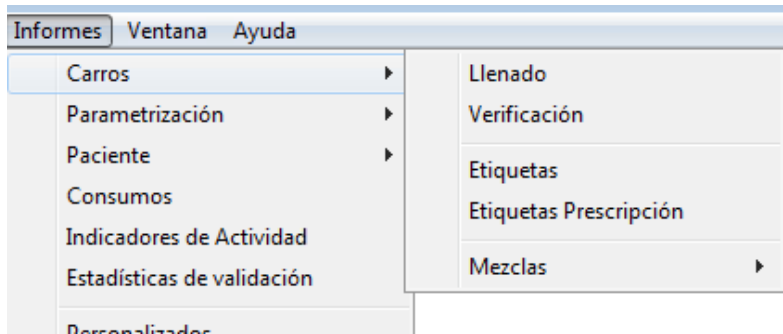 Informes Ventana Ayuda
Carros
Parametrización
Paciente
Consumos
Indicadores de Actividad
Estadísticas de validación
Personalizados
Llenado
Verificación
Etiquetas
Etiquetas Prescripción
Mezclas